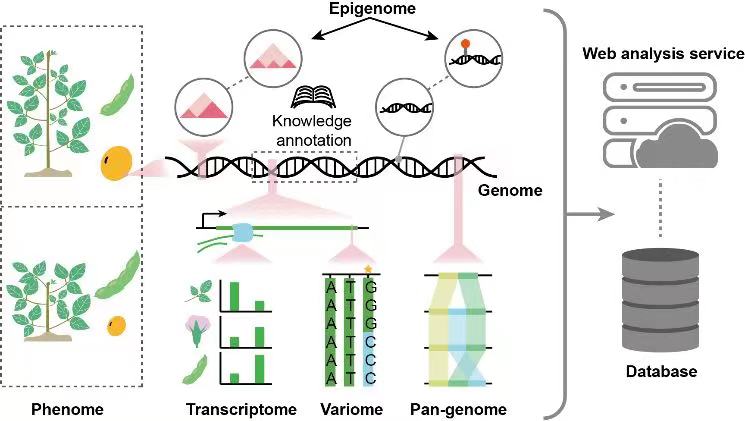 Epigenome
Web analysis service
Knowledge
annotation
Genome
A T G
A T G
A T G
A T C
A T C
A T C
Database
Phenome
Transcriptome
Variome
Pan-genome